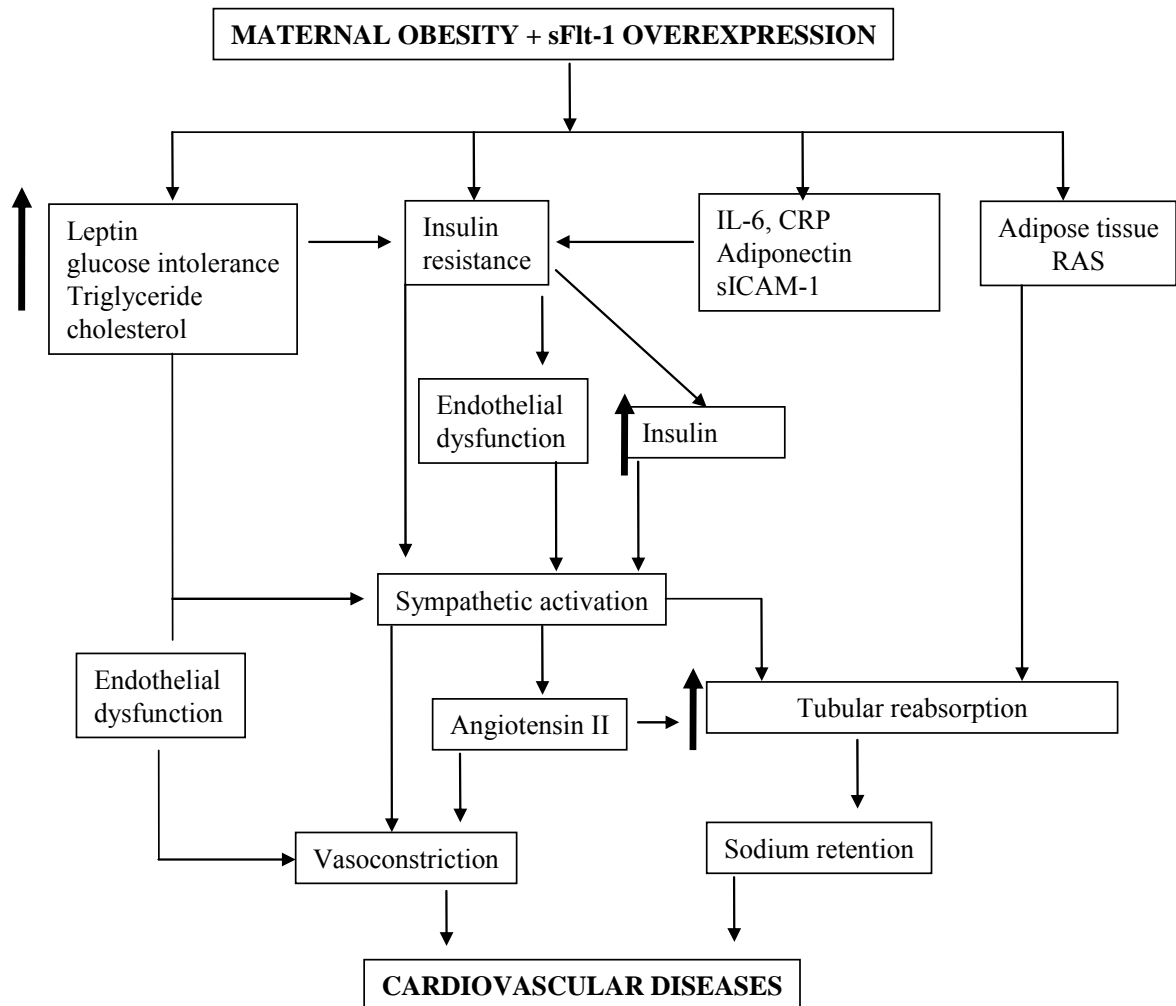 MATERNAL OBESITY + sFlt-1 OVEREXPRESSION
Leptin
glucose intolerance
Triglyceride
cholesterol
Insulin
resistance
IL-6, CRP
Adiponectin
sICAM-1
Adipose tissue
RAS
Endothelial
dysfunction
Insulin
Sympathetic activation
Endothelial
dysfunction
Angiotensin II
Tubular reabsorption
Vasoconstriction
Sodium retention
CARDIOVASCULAR DISEASES